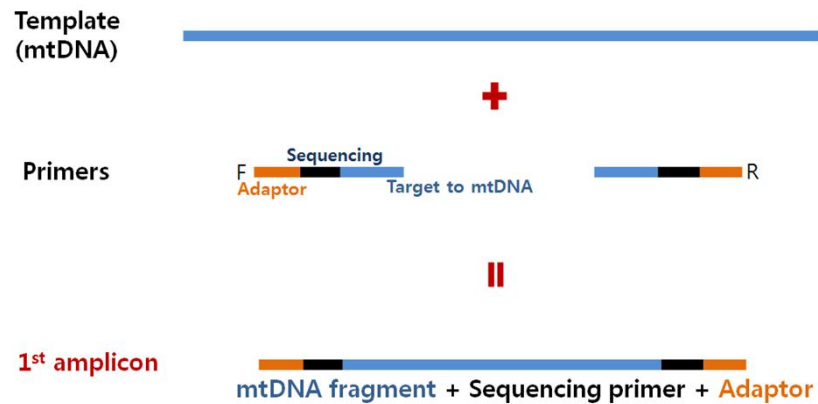 Template
(mtDNA)
+
Sequencing
Primers
F
R
Adaptor
Target to mtDNA
=
1st amplicon
mtDNA fragment + Sequencing primer + Adaptor